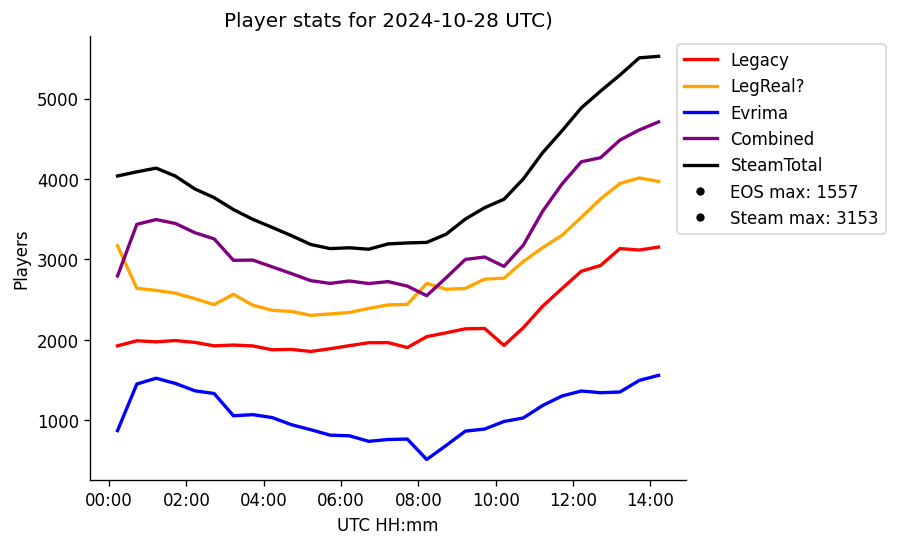 Player stats for 2024-10-28 UTC)
Players
5000
4000
3000
2000
1000
00:00 02:00 04:00 06:00 08:00 10:00 12:00 14:00
UTC HH:mm
Legacy
LegReal?
Evrima
Combined
SteamTotal
EOS max: 1557
Steam max: 3153